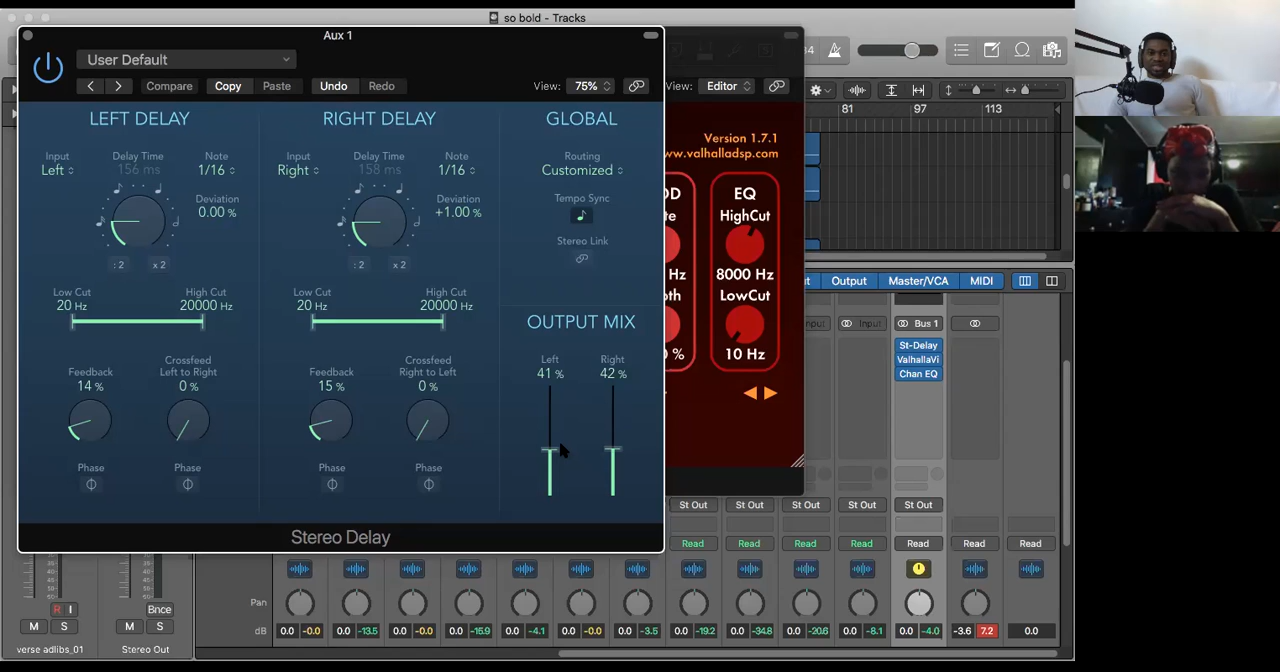 so bold - Tracks
Aux 1
User Default
Compare Copy Paste Undo Redo View: 75% View: Editor
81 97 113
LEFT DELAY RIGHT DELAY GLOBAL
Input Delay Time Note Input Delay Time Note Routing
Left 156 ms 1/16 Right 158 ms 1/16 Customized
Deviation Deviation Tempo Sync
0.00 % +1.00 %
Stereo Link
: 2 x 2 : 2 x 2
Low Cut High Cut Low Cut High Cut
20 Hz 20000 Hz 20 Hz 20000 Hz
OUTPUT MIX
Crossfeed Crossfeed Left Right
Feedback Left to Right Feedback Right to Left 41 % 42 %
14 % 0 % 15 % 0 %
Phase Phase Phase Phase
Stereo Delay
Version 1.7.1
www.valhalladsp.com
EQ
HighCut
8000 Hz
LowCut
10 Hz
Output Master/VCA MIDI
Input Bus 1
St-Delay
ValhallaVi
Chan EQ
St Out St Out St Out St Out St Out
Read Read Read Read Read Read Read
Pan
R I Bnce
dB 0.0 -0.0 0.0 -13.5 0.0 -0.0 0.0 -15.9 0.0 -4.1 0.0 -0.0 0.0 -3.5 0.0 -19.2 0.0 -34.8 0.0 -20.6 0.0 -8.1 0.0 -4.0 -3.6 7.2 0.0
M S M S
verse adlibs_01 Stereo Out